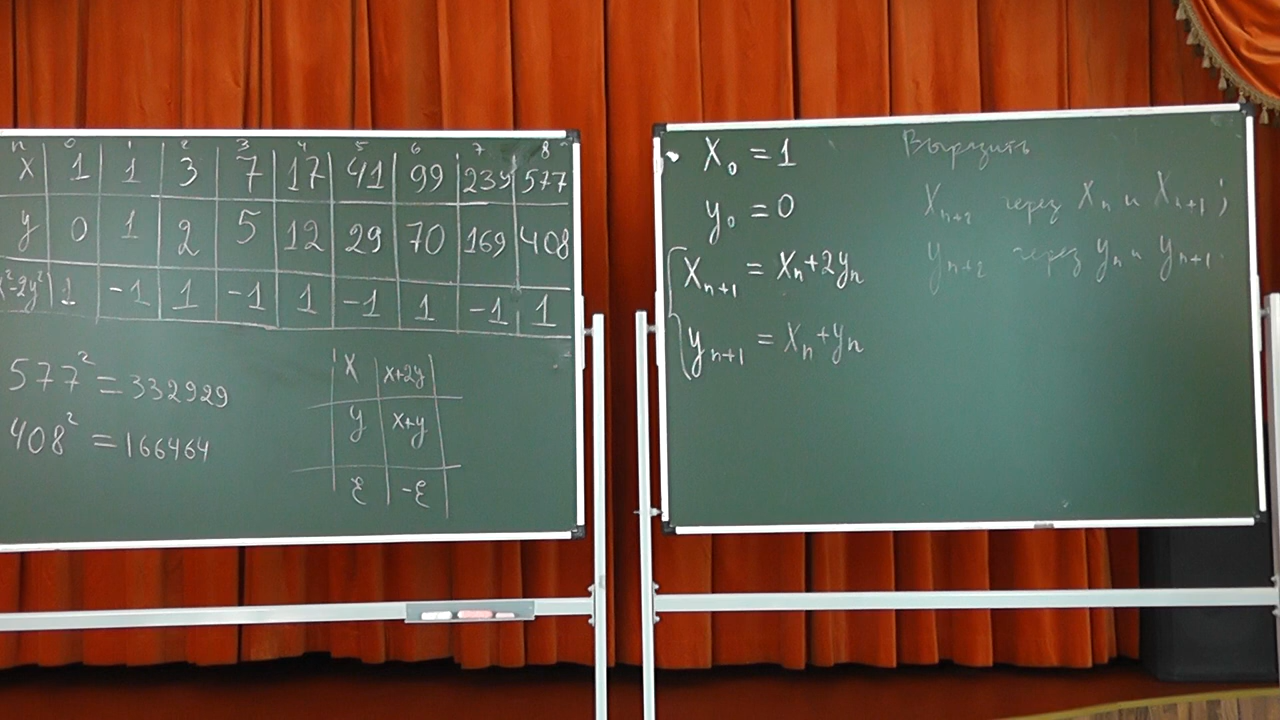 n 0 1 2 3 4 5 6 7 8
x 1 1 3 7 17 41 99 239 577
y 0 1 2 5 12 29 70 169 408
x²-2y² 1 -1 1 -1 1 -1 1 -1 1
577² = 332929
408² = 166464
x x+2y
y x+y
ε -ε
x₀ = 1
y₀ = 0
xₙ₊₁ = xₙ+2yₙ
yₙ₊₁ = xₙ+yₙ
Выразить
xₙ₊₂ через xₙ и xₙ₊₁;
yₙ₊₂ через yₙ и yₙ₊₁.